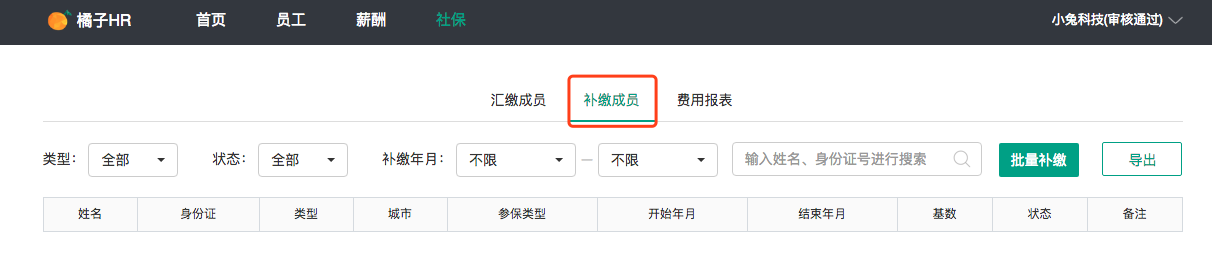 橘子HR 首页 员工 薪酬 社保 小兔科技(审核通过)
汇缴成员 补缴成员 费用报表
类型： 全部 状态： 全部 补缴年月： 不限 — 不限 输入姓名、身份证号进行搜索 批量补缴 导出
姓名 身份证 类型 城市 参保类型 开始年月 结束年月 基数 状态 备注